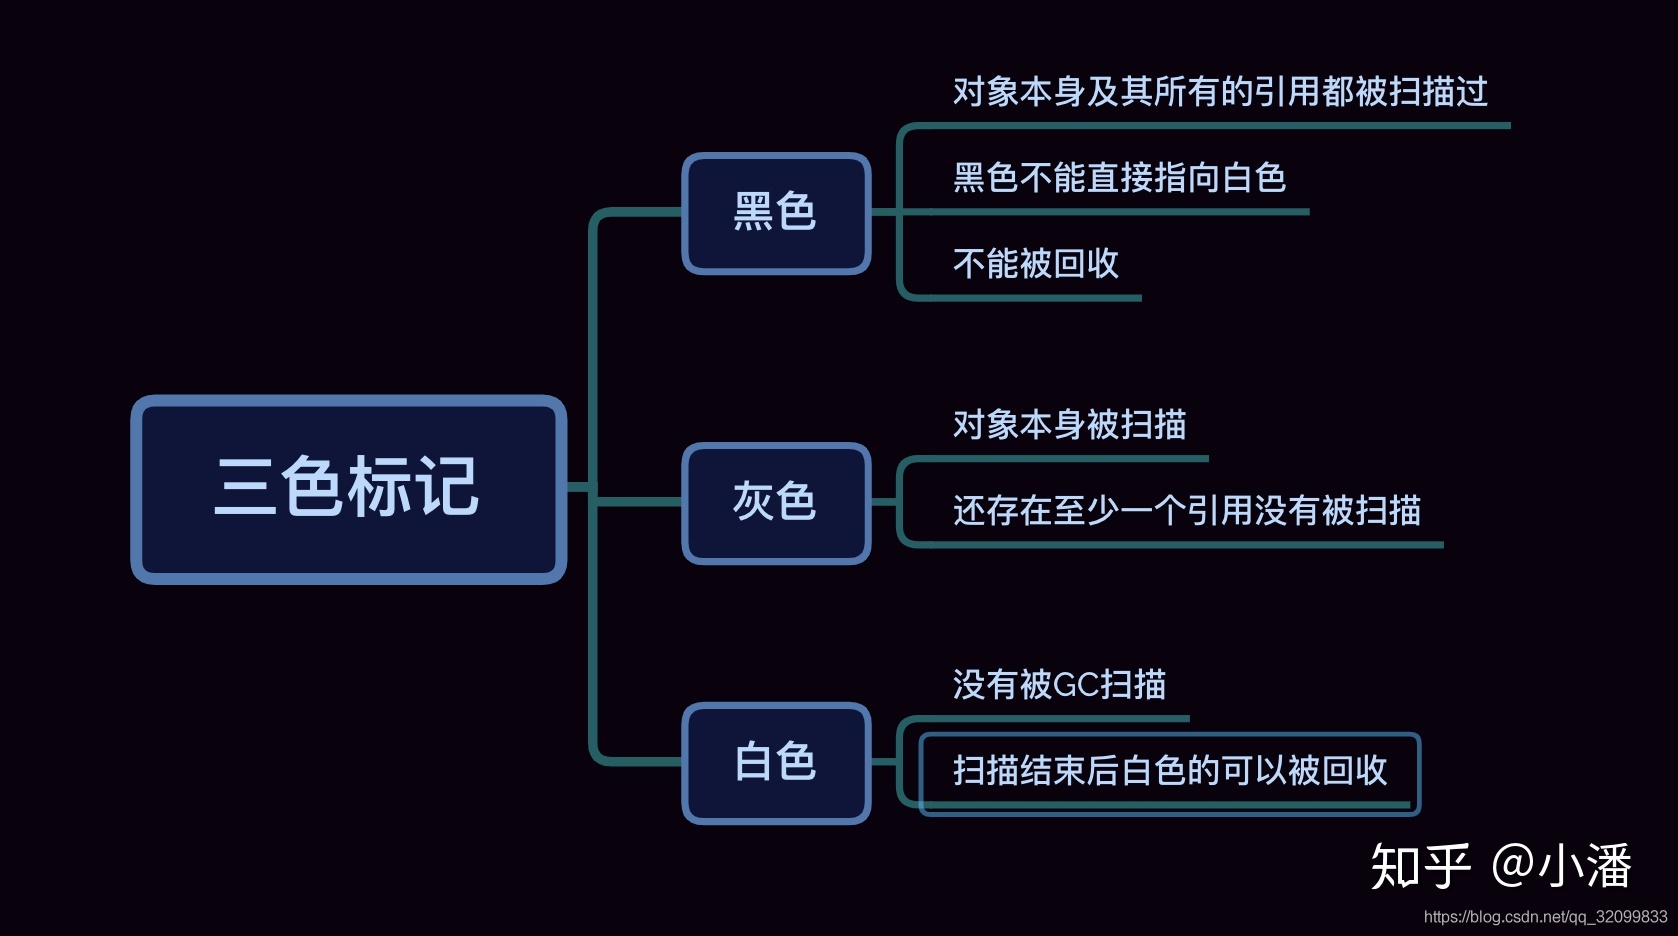 三色标记
黑色
对象本身及其所有的引用都被扫描过
黑色不能直接指向白色
不能被回收
灰色
对象本身被扫描
还存在至少一个引用没有被扫描
白色
没有被GC扫描
扫描结束后白色的可以被回收
知乎 @小潘
https://blog.csdn.net/qq_32099833